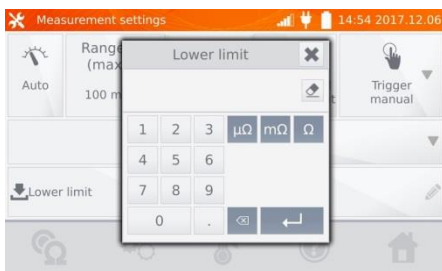 Measurement settings 14:54 2017.12.06
Range
(max
Lower limit
Auto
100 m
Trigger
manual
1 2 3 μΩ mΩ Ω
4 5 6
7 8 9
0 .
Lower limit